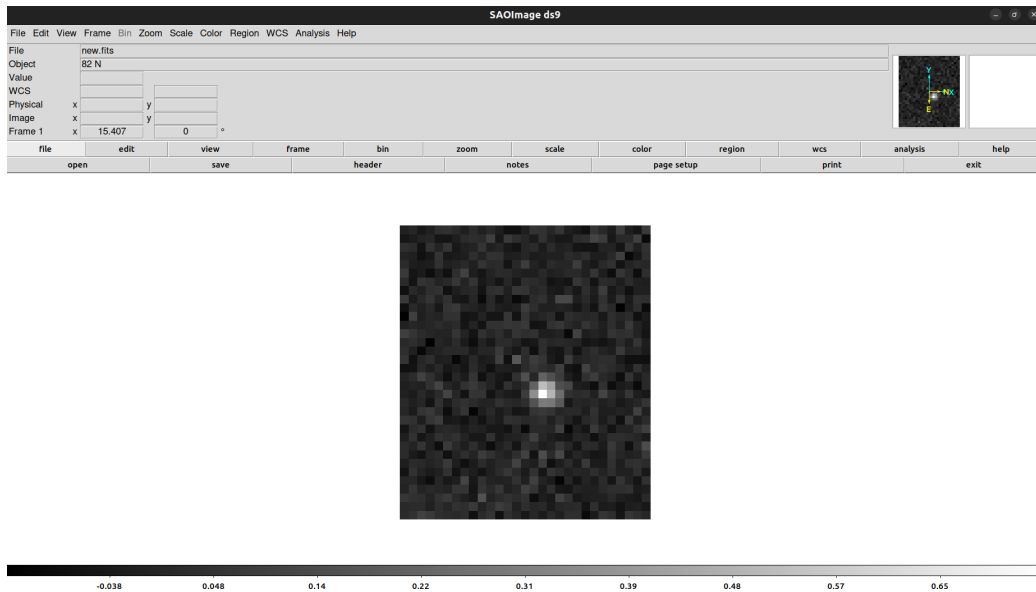 SAOImage ds9
File Edit View Frame Bin Zoom Scale Color Region WCS Analysis Help
File new.fits
Object 82 N
Value
WCS
Physical x y
Image x y
Frame 1 x 15.407 0 °
Y
N X
E
file edit view frame bin zoom scale color region wcs analysis help
open save header notes page setup print exit
-0.038 0.048 0.14 0.22 0.31 0.39 0.48 0.57 0.65